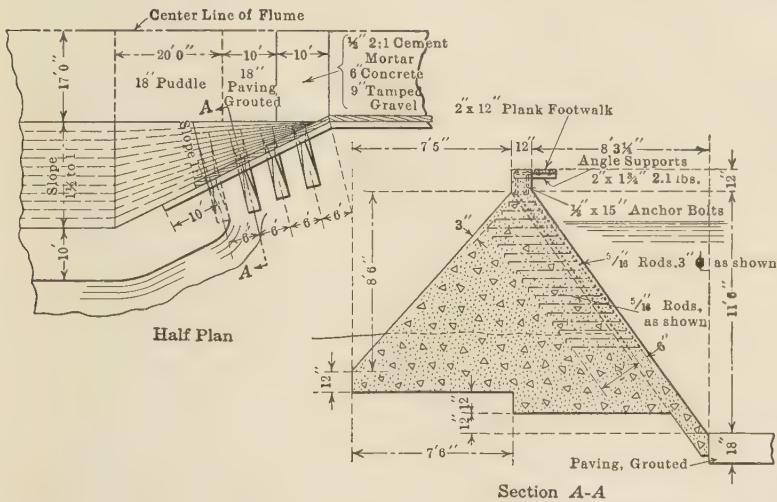 Center Line of Flume
17′0″
20′0″
10′
10′
18″ Puddle
18″
Paving
Grouted
½″ 2:1 Cement
Mortar
6″ Concrete
9″ Tamped
Gravel
A
Slope
1½ to 1
Slope
10′
10′
6′
6′
6′
6′
6′
A
Half Plan
2″ x 12″ Plank Footwalk
7′5″
12″
8′3¼″
Angle Supports
2″ x 1¾″ 2.1 lbs.
12″
½″ x 15″ Anchor Bolts
3″
5/16″ Rods. 3″
as shown
8′6″
5/16″ Rods,
as shown
11′6″
6″
12″
12″
12″
7′6″
18″
Paving, Grouted
Section A-A